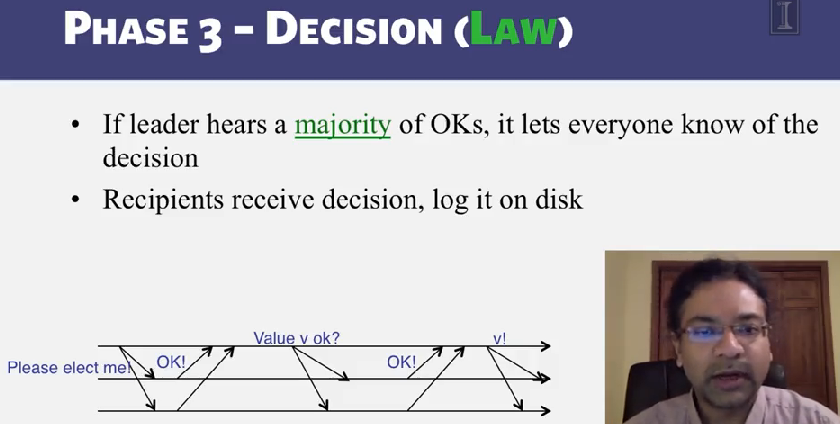 PHASE 3 – DECISION (LAW)
• If leader hears a majority of OKs, it lets everyone know of the
decision
• Recipients receive decision, log it on disk
Value v ok?
v!
Please elect me!
OK!
OK!
I